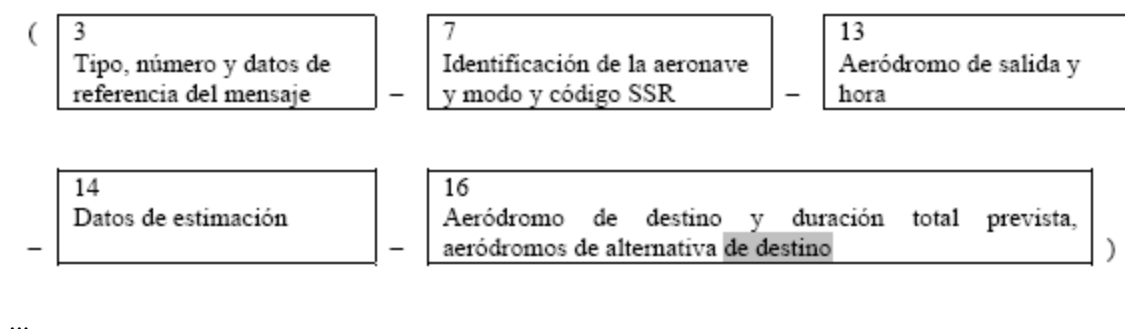 ( 3 7 13
Tipo, número y datos de Identificación de la aeronave Aeródromo de salida y
referencia del mensaje – y modo y código SSR – hora
14 16
Datos de estimación Aeródromo de destino y duración total prevista,
– – aeródromos de alternativa de destino )
...